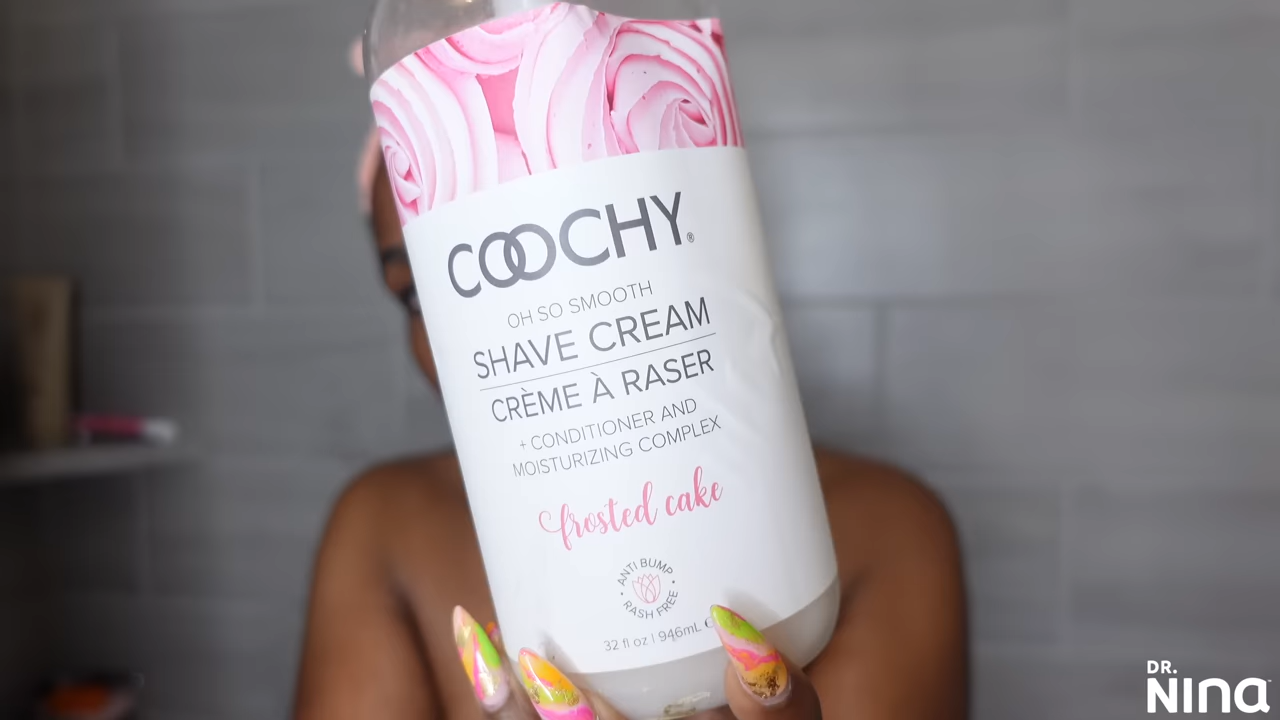 COOCHY®
OH SO SMOOTH
SHAVE CREAM
CRÈME À RASER
+ CONDITIONER AND
MOISTURIZING COMPLEX
frosted cake
ANTI BUMP
RASH FREE
32 fl oz | 946mL
DR.
Nina